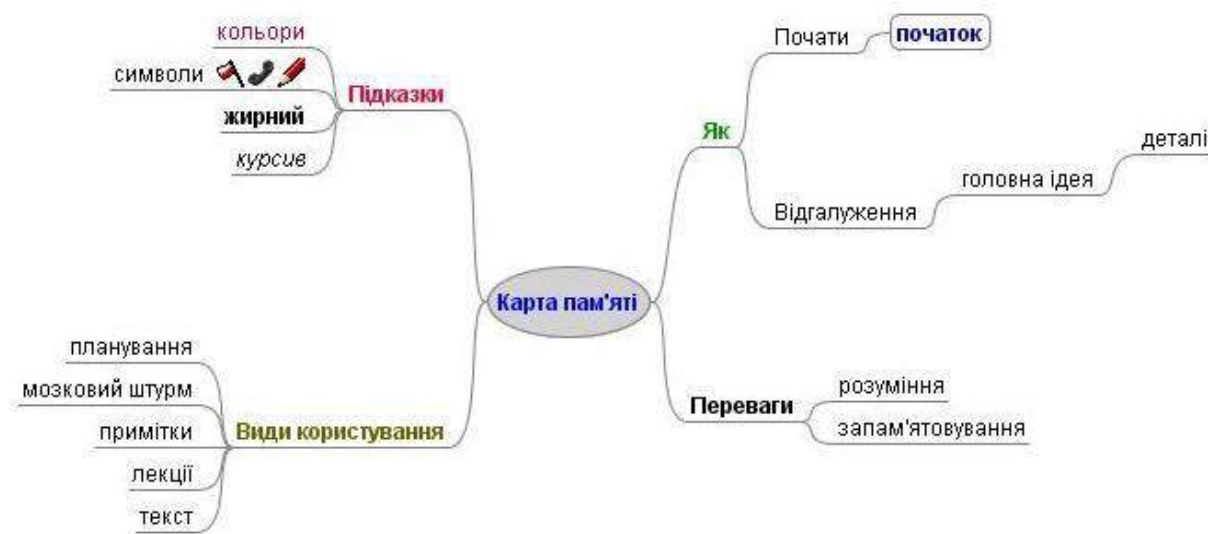 кольори
символи
жирний
курсив
Підказки
Як
Почати
початок
Відгалуження
головна ідея
деталі
Карта пам'яті
планування
мозковий штурм
примітки
лекції
текст
Види користування
Переваги
розуміння
запам'ятовування